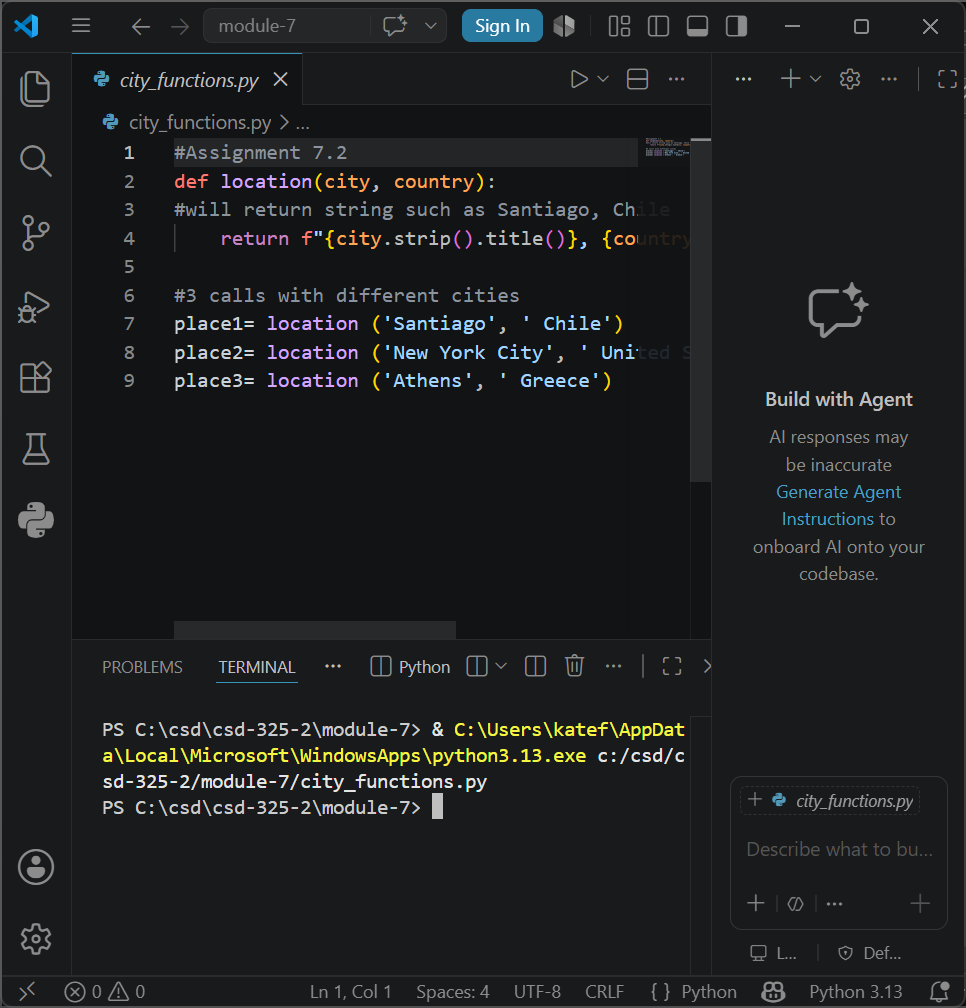 module-7
Sign In
city_functions.py
city_functions.py > ...
1 #Assignment 7.2
2 def location(city, country):
3 #will return string such as Santiago, Chile
4 return f"{city.strip().title()}, {country
5
6 #3 calls with different cities
7 place1= location ('Santiago', ' Chile')
8 place2= location ('New York City', ' United S
9 place3= location ('Athens', ' Greece')
Build with Agent
AI responses may
be inaccurate
Generate Agent
Instructions to
onboard AI onto your
codebase.
PROBLEMS TERMINAL ... Python
PS C:\csd\csd-325-2\module-7> & C:\Users\katef\AppDat
a\Local\Microsoft\WindowsApps\python3.13.exe c:/csd/c
sd-325-2/module-7/city_functions.py
PS C:\csd\csd-325-2\module-7>
city_functions.py
Describe what to bu...
L... Def...
0 0 Ln 1, Col 1 Spaces: 4 UTF-8 CRLF { } Python Python 3.13